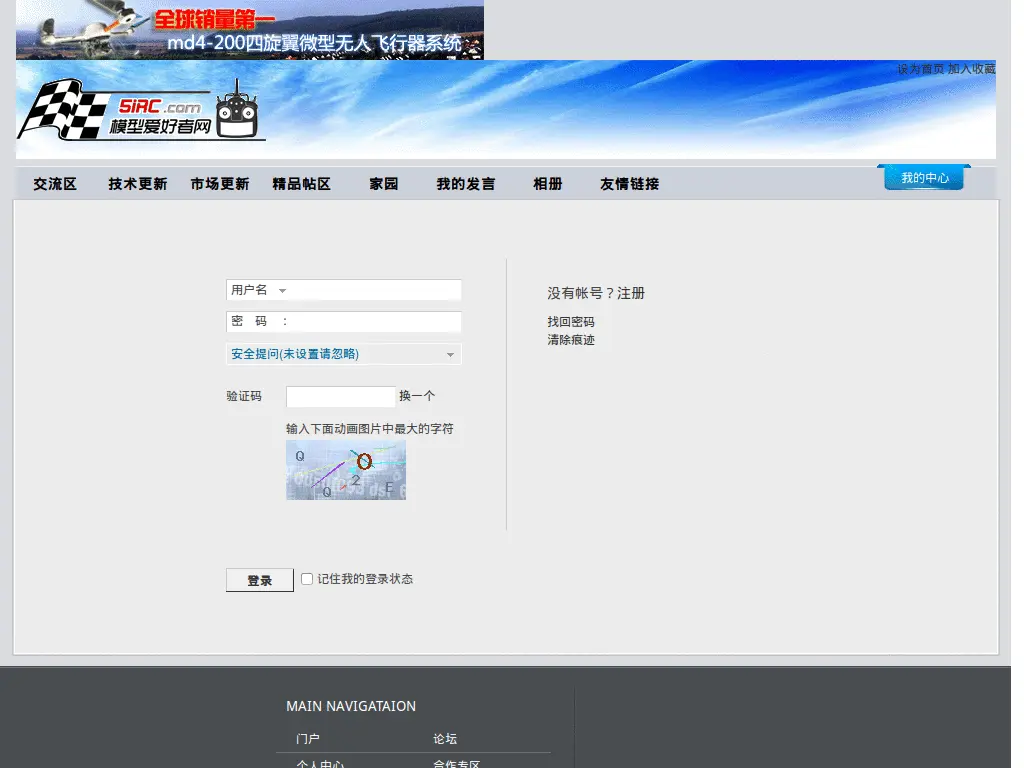 全球销量第一
md4-200四旋翼微型无人飞行器系统
设为首页 加入收藏
5iRC.com
模型爱好者网
交流区 技术更新 市场更新 精品帖区 家园 我的发言 相册 友情链接 我的中心
用户名
密 码 :
安全提问(未设置请忽略)
验证码 换一个
输入下面动画图片中最大的字符
登录 记住我的登录状态
没有帐号？注册
找回密码
清除痕迹
MAIN NAVIGATAION
门户 论坛
个人中心 合作专区